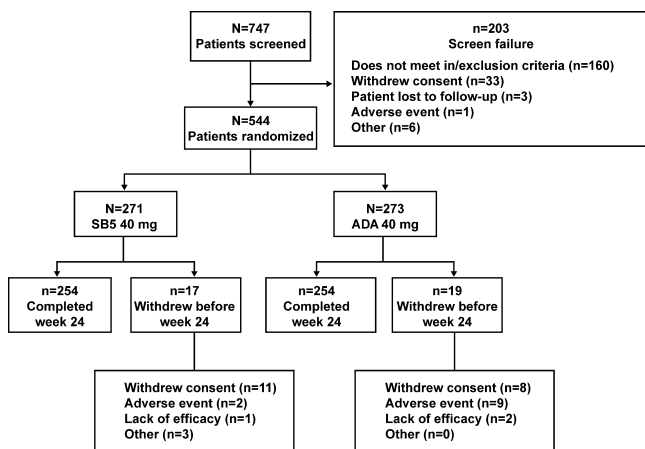 N=747
Patients screened
n=203
Screen failure
Does not meet in/exclusion criteria (n=160)
Withdrew consent (n=33)
Patient lost to follow-up (n=3)
Adverse event (n=1)
Other (n=6)
N=544
Patients randomized
N=271
SB5 40 mg
N=273
ADA 40 mg
n=254
Completed
week 24
n=17
Withdrew before
week 24
n=254
Completed
week 24
n=19
Withdrew before
week 24
Withdrew consent (n=11)
Adverse event (n=2)
Lack of efficacy (n=1)
Other (n=3)
Withdrew consent (n=8)
Adverse event (n=9)
Lack of efficacy (n=2)
Other (n=0)